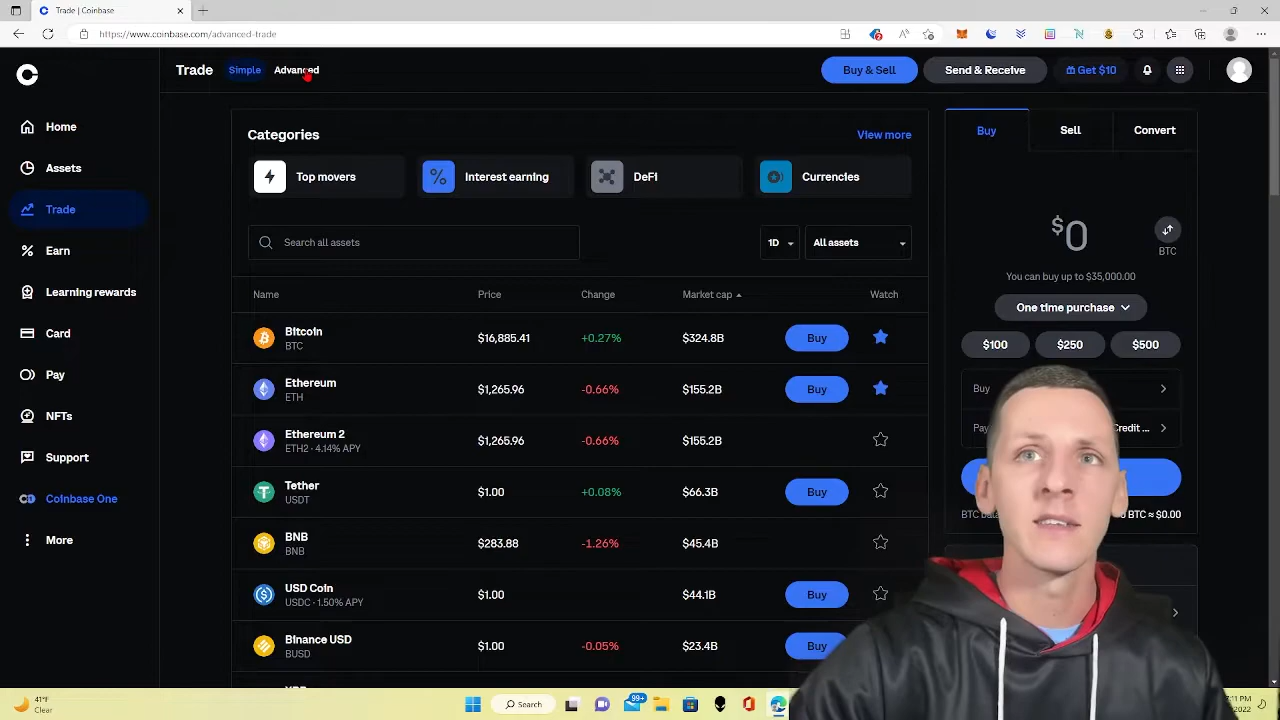 Trade | Coinbase
https://www.coinbase.com/advanced-trade
Trade Simple Advanced
Buy & Sell
Send & Receive
Get $10
Home
Assets
Trade
Earn
Learning rewards
Card
Pay
NFTs
Support
Coinbase One
More
Categories
View more
Top movers
Interest earning
DeFi
Currencies
Search all assets
1D
All assets
Name Price Change Market cap Watch
Bitcoin
BTC
$16,885.41 +0.27% $324.8B Buy
Ethereum
ETH
$1,265.96 -0.66% $155.2B Buy
Ethereum 2
ETH2 · 4.14% APY
$1,265.96 -0.66% $155.2B
Tether
USDT
$1.00 +0.08% $66.3B Buy
BNB
BNB
$283.88 -1.26% $45.4B
USD Coin
USDC · 1.50% APY
$1.00 $44.1B Buy
Binance USD
BUSD
$1.00 -0.05% $23.4B Buy
Buy Sell Convert
$0
BTC
You can buy up to $35,000.00
One time purchase
$100 $250 $500
Buy
Pay
Credit ...
BTC
BTC ≈ $0.00
41°F
Clear
Search
99+
11 PM
2022